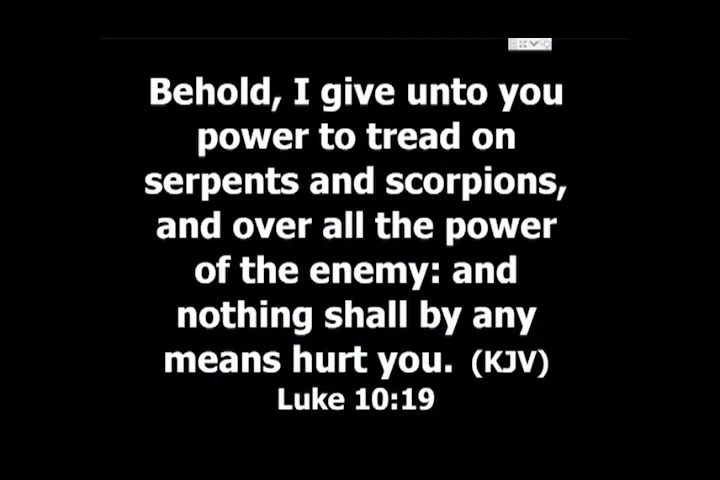 Behold, I give unto you
power to tread on
serpents and scorpions,
and over all the power
of the enemy: and
nothing shall by any
means hurt you. (KJV)
Luke 10:19